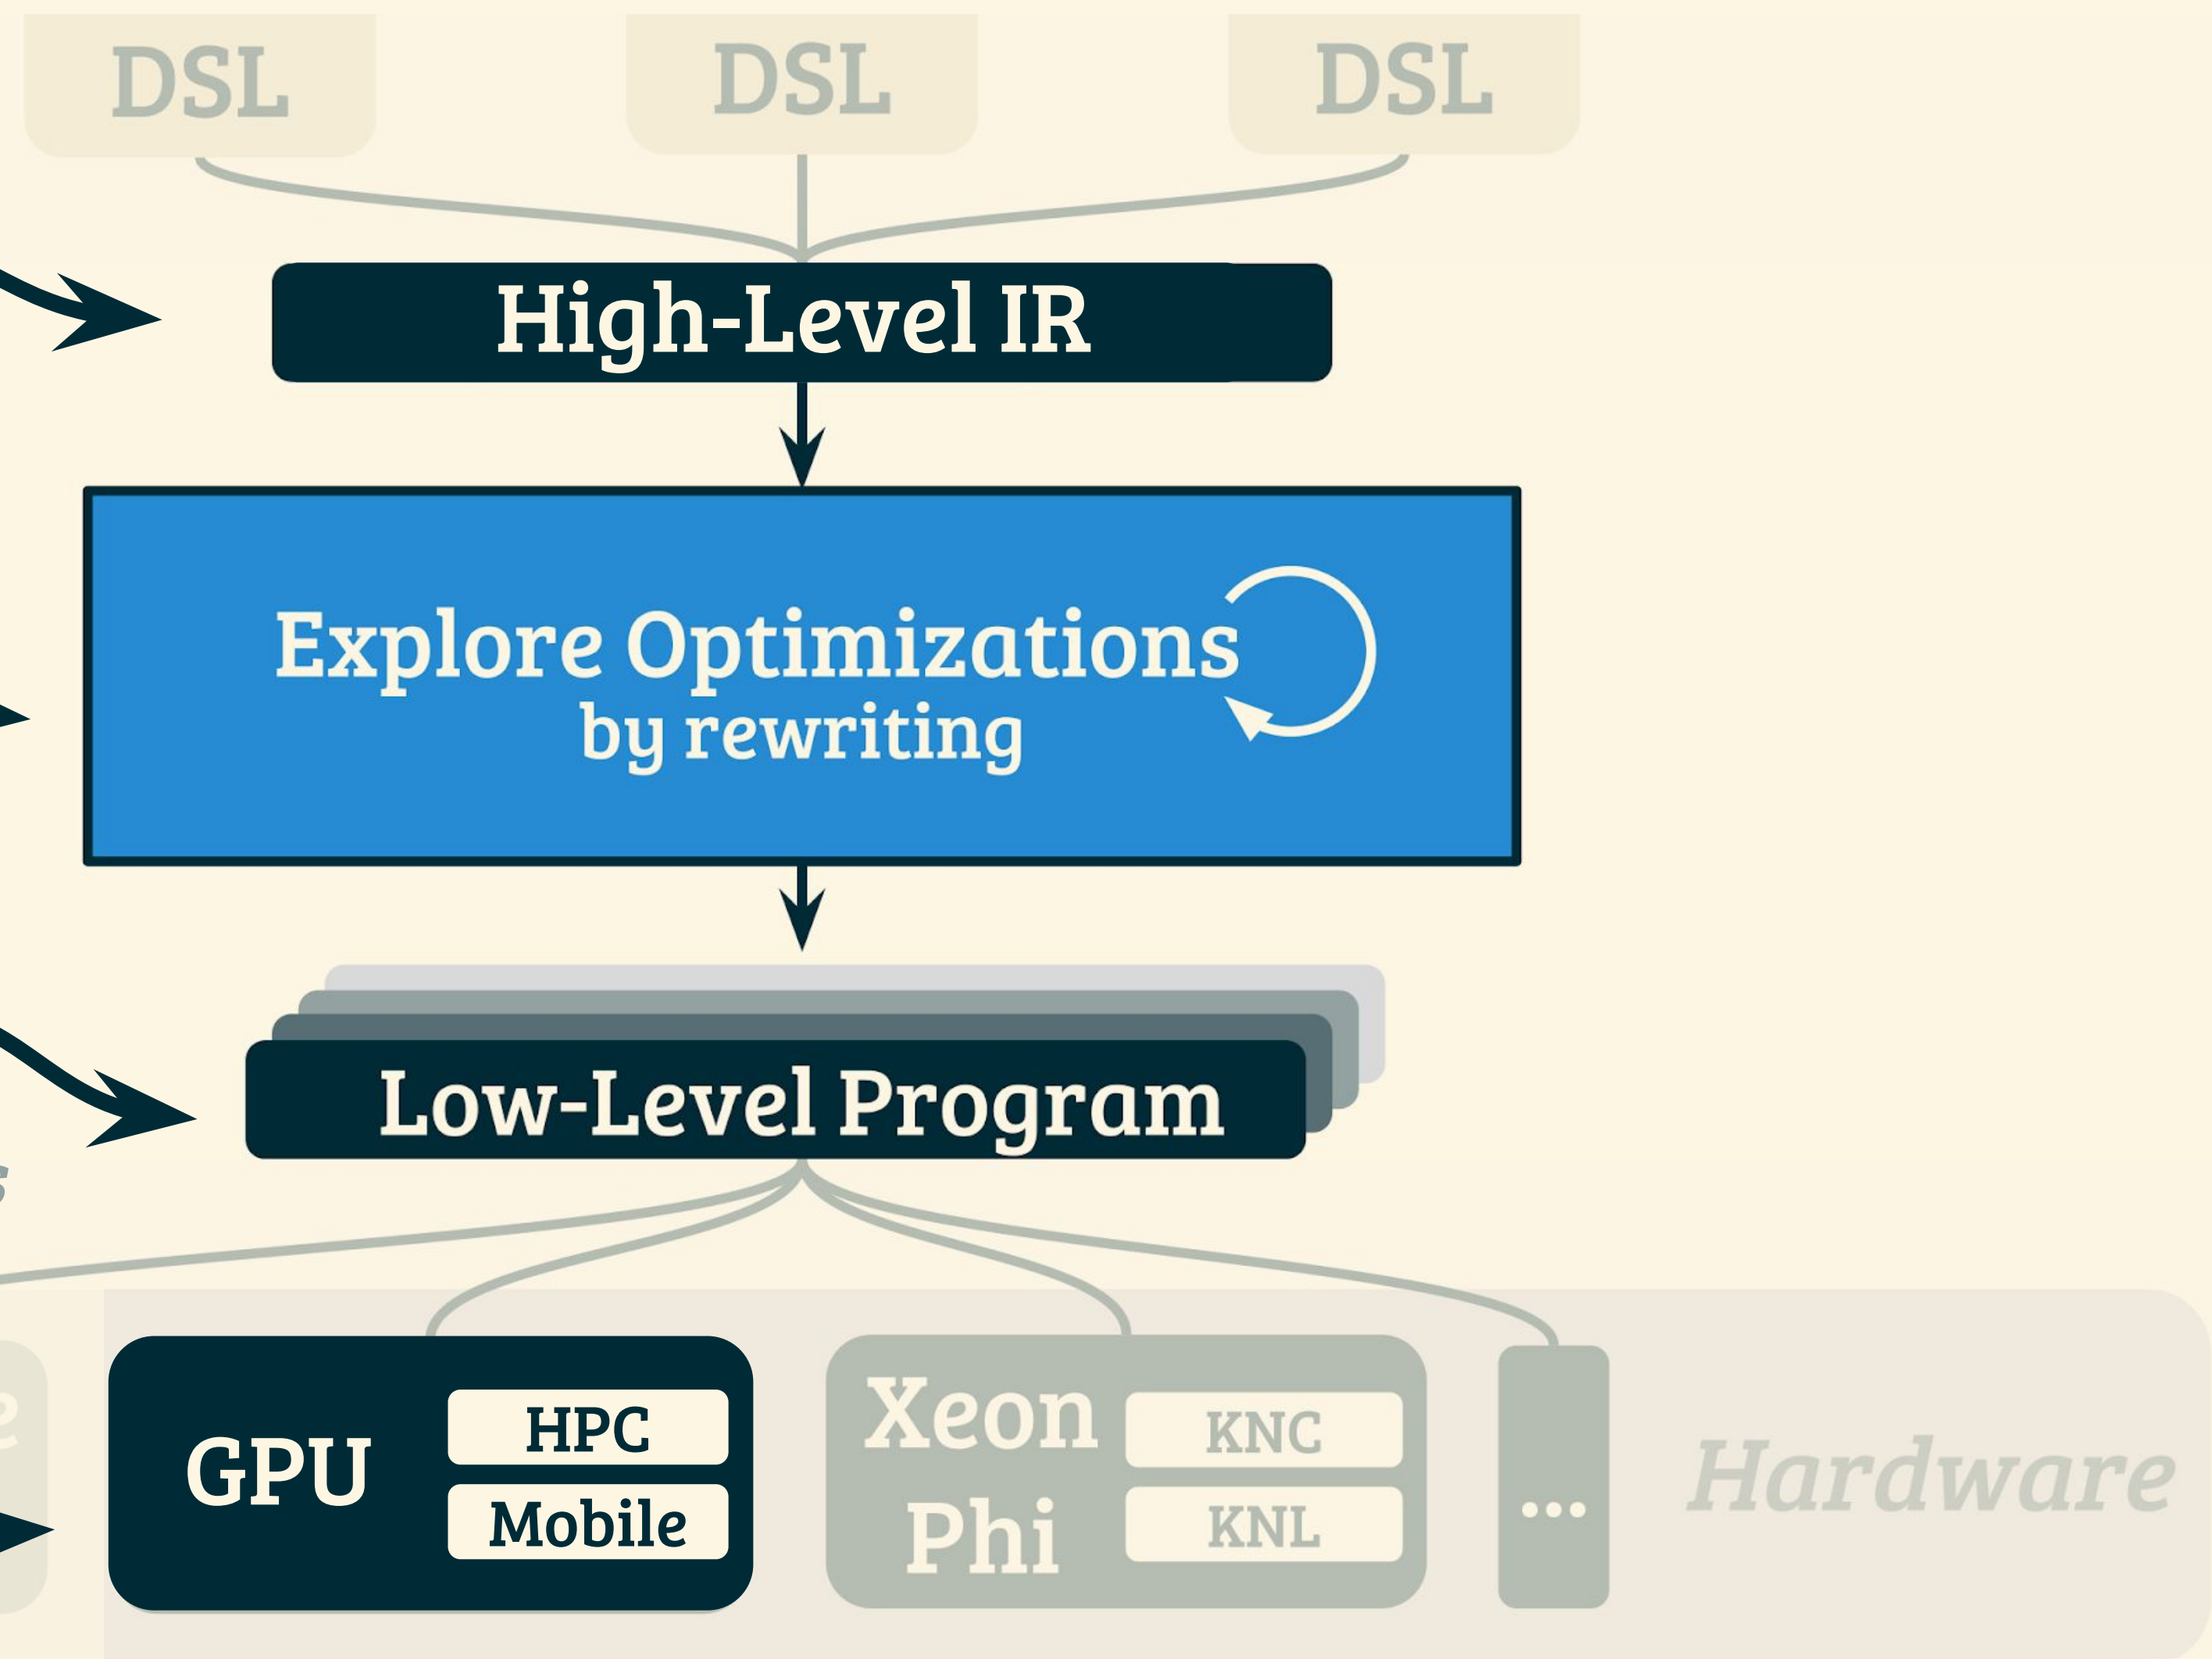 DSL DSL DSL
High-Level IR
Explore Optimizations
by rewriting
Low-Level Program
GPU
HPC
Mobile
Xeon
Phi
KNC
KNL
...
Hardware